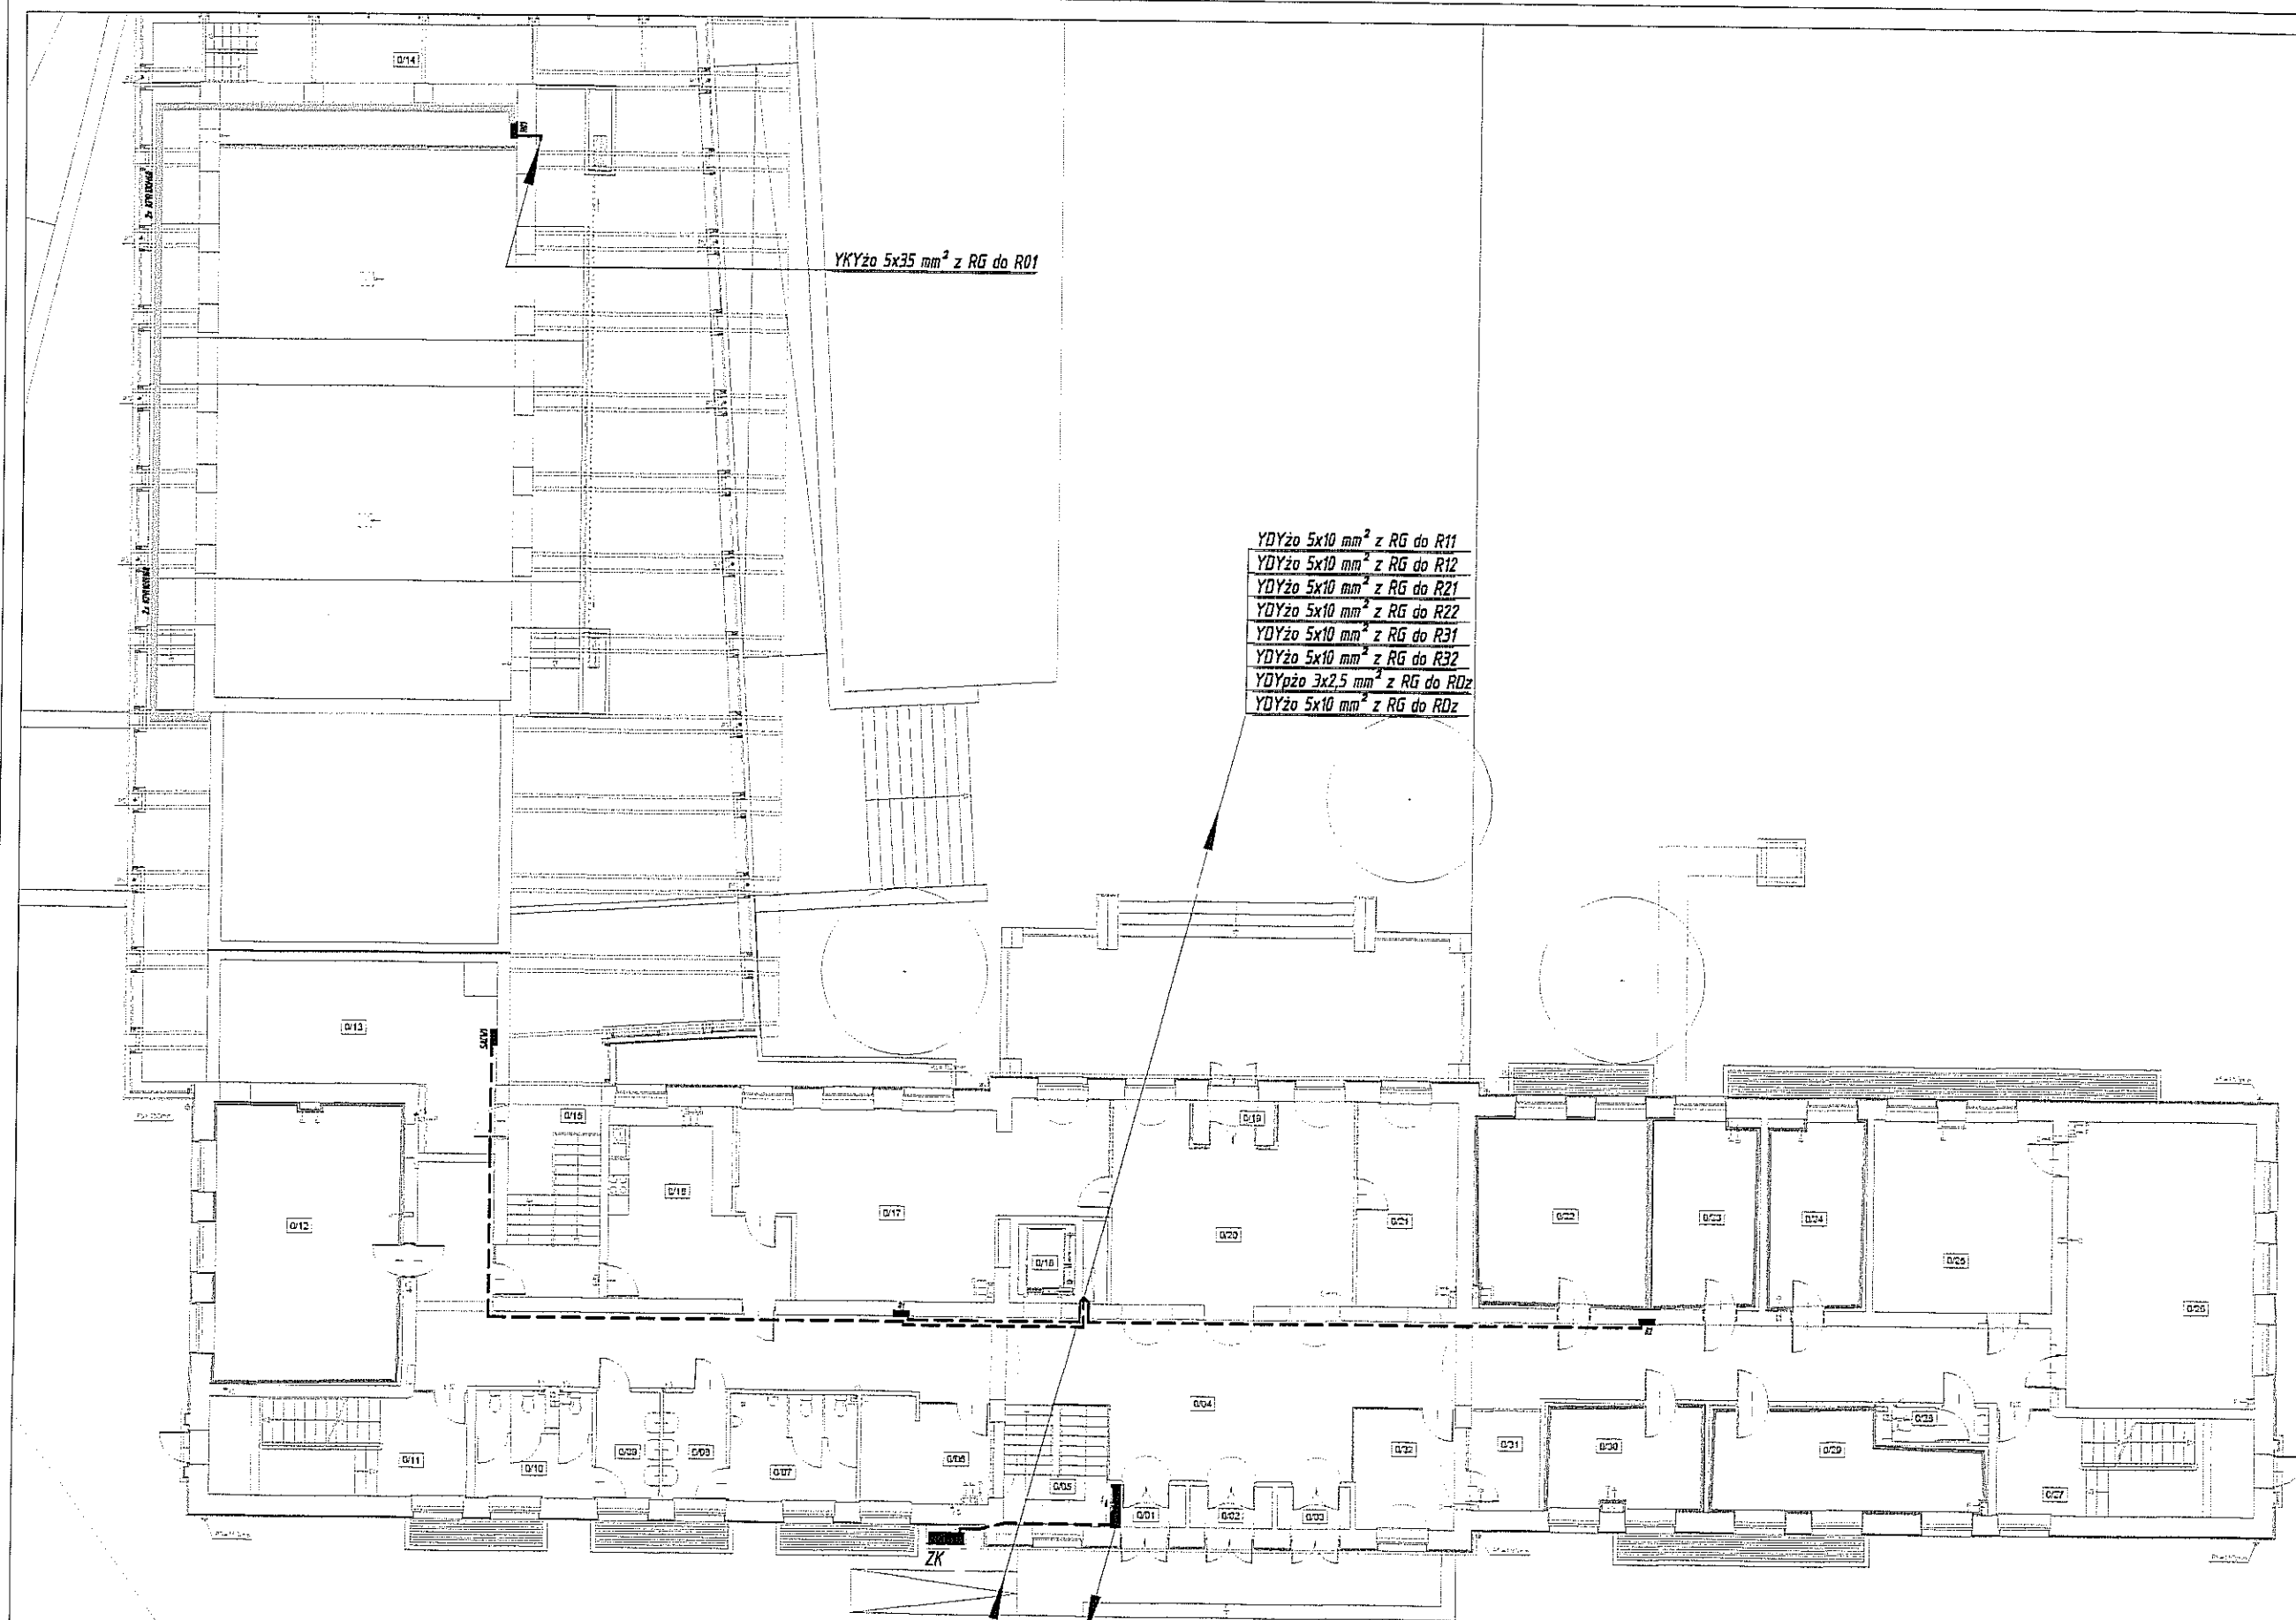 0/14
R01
YKYżo 5x35 mm² z RG do R01
YDYżo 5x10 mm² z RG do R11
YDYżo 5x10 mm² z RG do R12
YDYżo 5x10 mm² z RG do R21
YDYżo 5x10 mm² z RG do R22
YDYżo 5x10 mm² z RG do R31
YDYżo 5x10 mm² z RG do R32
YDYpżo 3x2,5 mm² z RG do RDz
YDYżo 5x10 mm² z RG do RDz
0/13
0/15
0/19
0/16
0/17
0/12
0/18
0/20
0/21
0/22
0/23
0/24
0/25
0/26
0/04
0/11
0/10
0/09
0/08
0/07
0/06
0/05
0/01
0/02
0/03
0/32
0/31
0/30
0/29
0/28
0/27
ZK